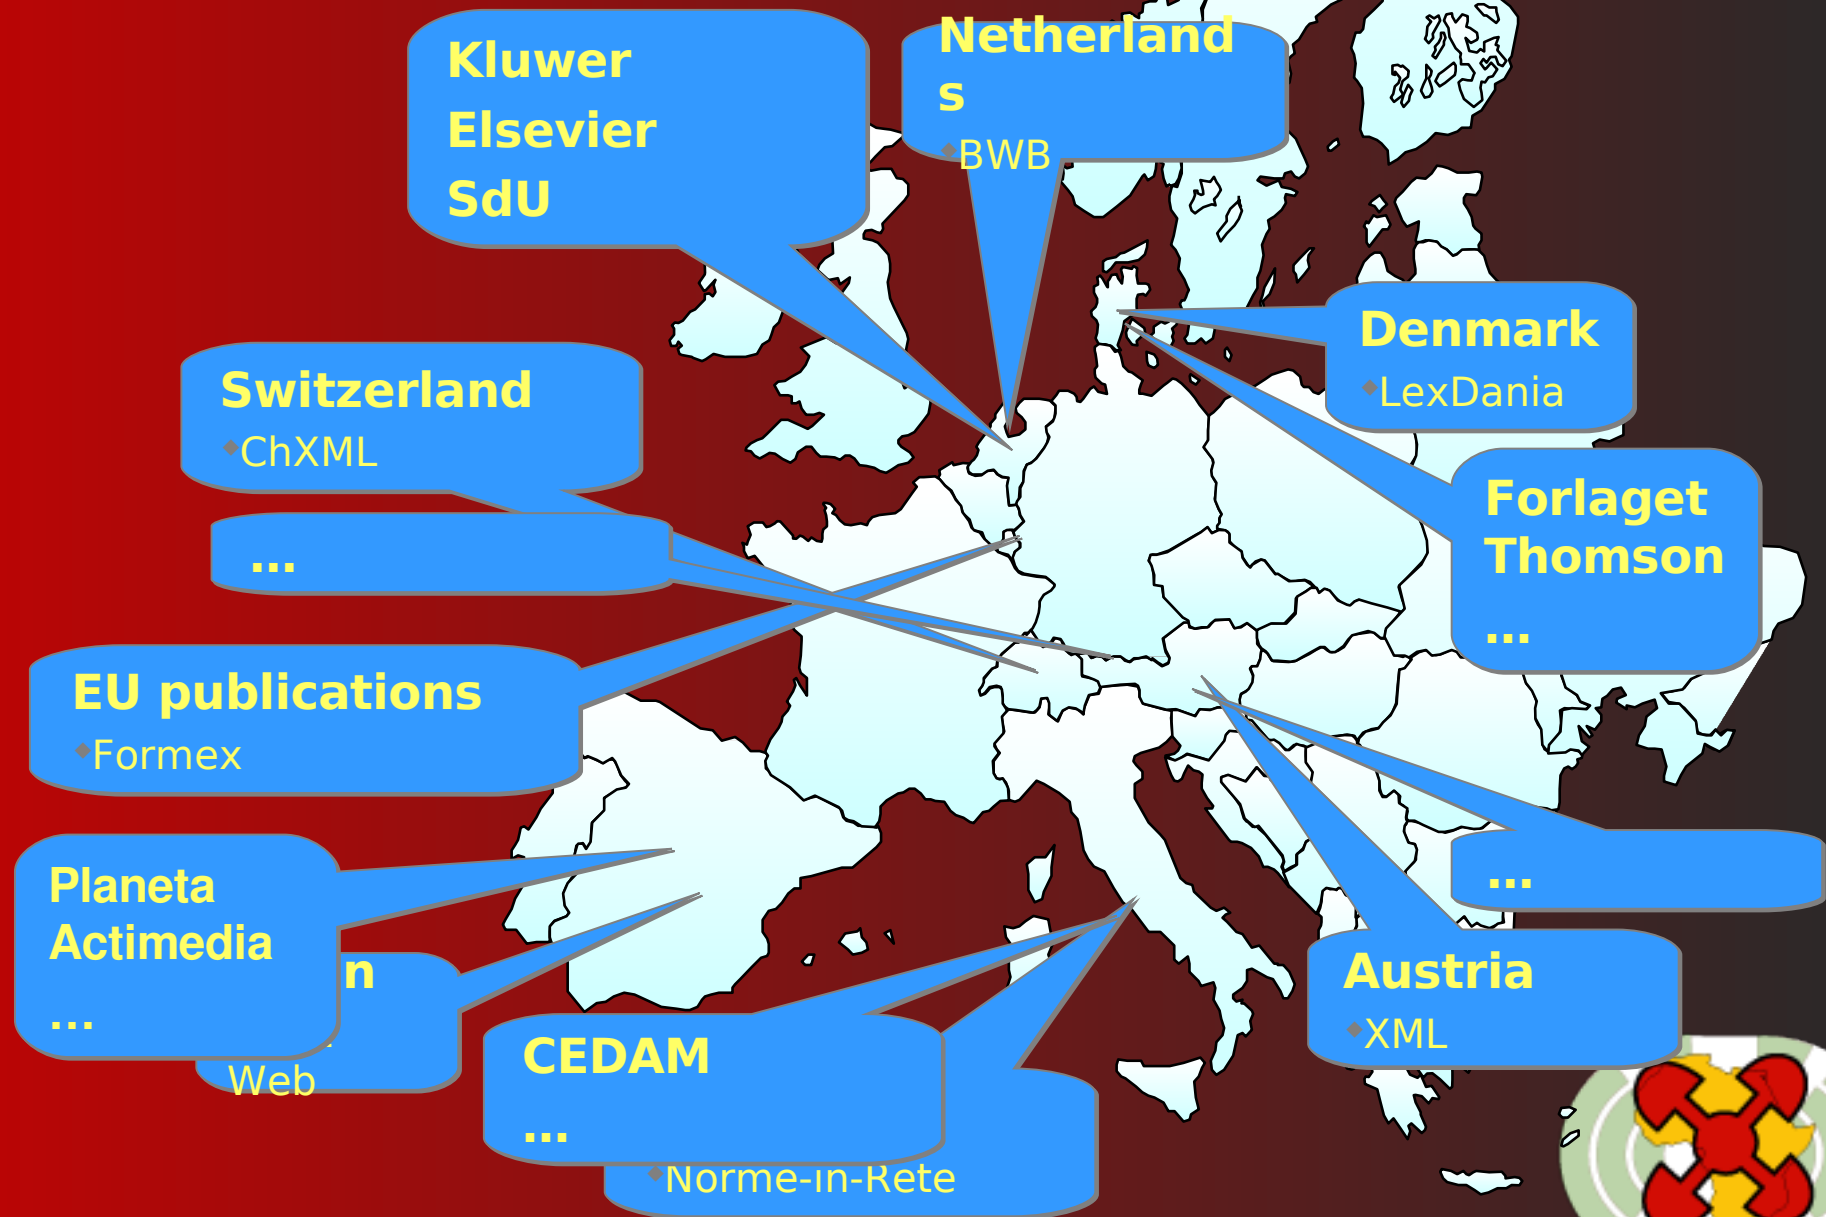 Kluwer
Elsevier
SdU
Netherland
s
BWB
Switzerland
ChXML
...
Denmark
LexDania
Forlaget
Thomson
...
EU publications
Formex
Planeta
Actimedia
...
n
Web
CEDAM
...
Norme-in-Rete
...
Austria
XML